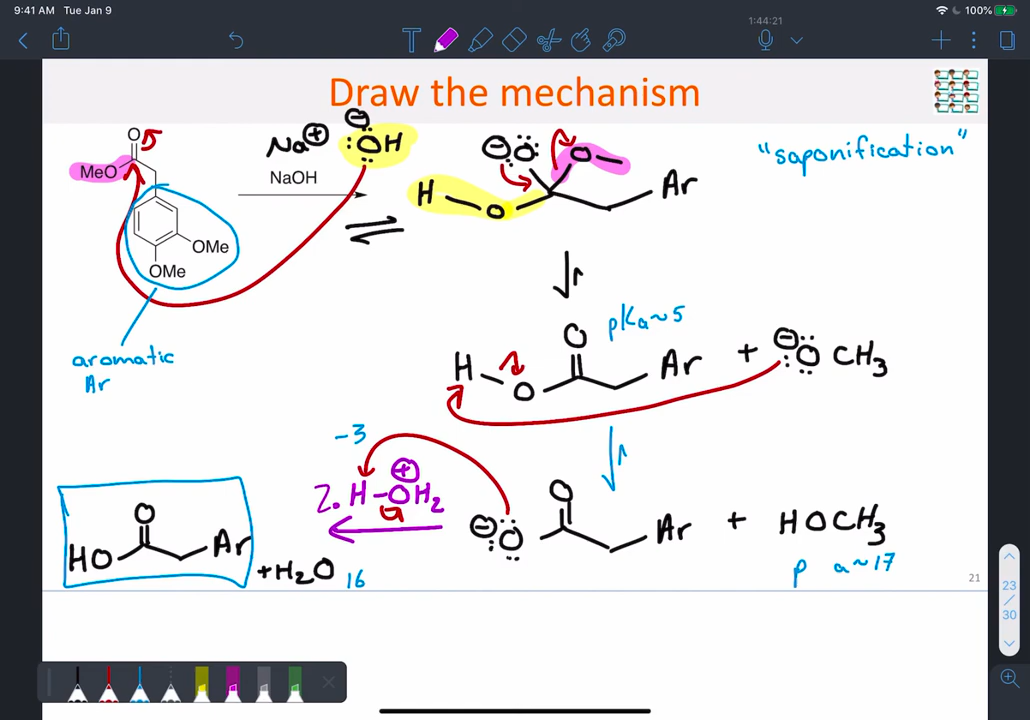 9:41 AM Tue Jan 9
100%
1:44:21
T
Draw the mechanism
O
MeO
OMe
OMe
Na⊕ ⊖:ÖH
NaOH
⊖ O
O
H
O
Ar
"saponification"
aromatic
Ar
pKa~5
O
H
O
Ar
+ ⊖ O CH3
-3
2. H-OH2
⊕
⊖ O
O
Ar
+ HOCH3
p a~17
O
HO
Ar
+H2O 16
21
23
/
30